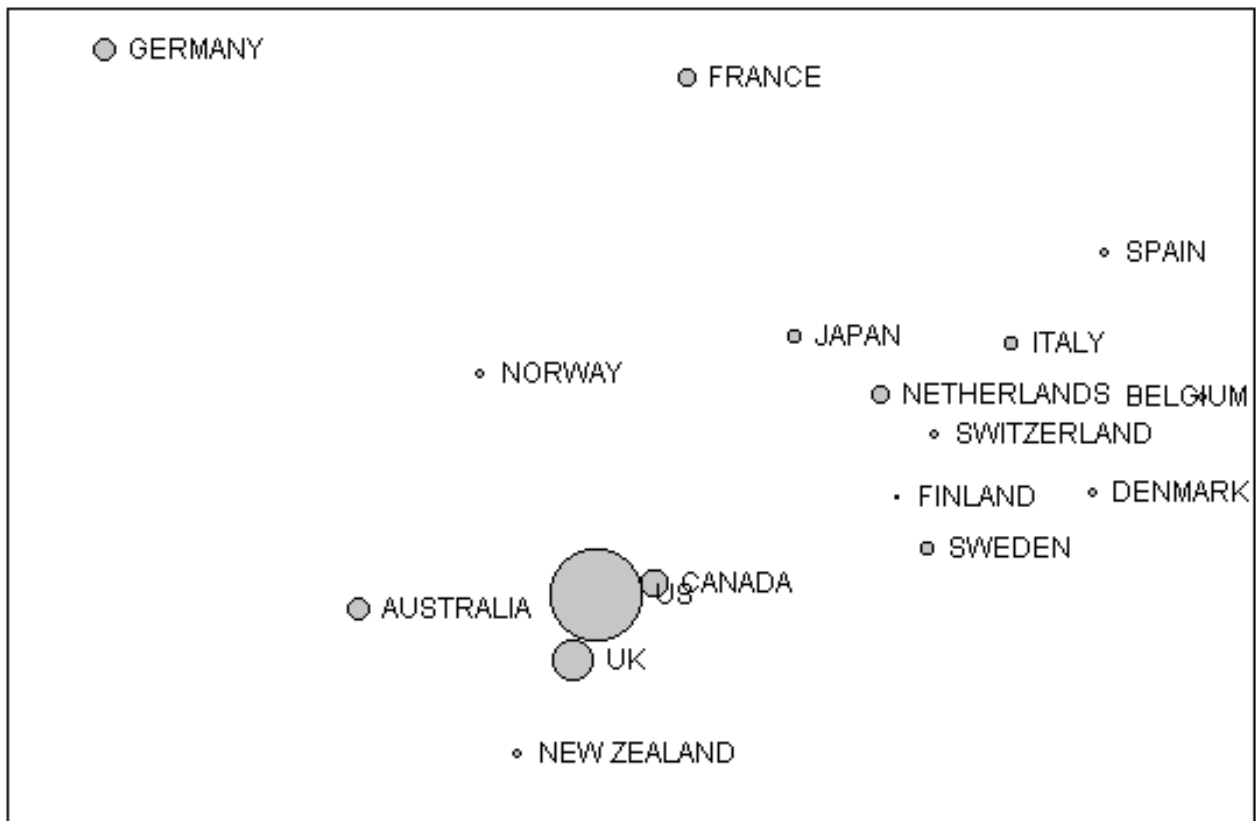 GERMANY
FRANCE
SPAIN
JAPAN
ITALY
NORWAY
NETHERLANDS
BELGIUM
SWITZERLAND
FINLAND
DENMARK
SWEDEN
CANADA
US
AUSTRALIA
UK
NEW ZEALAND